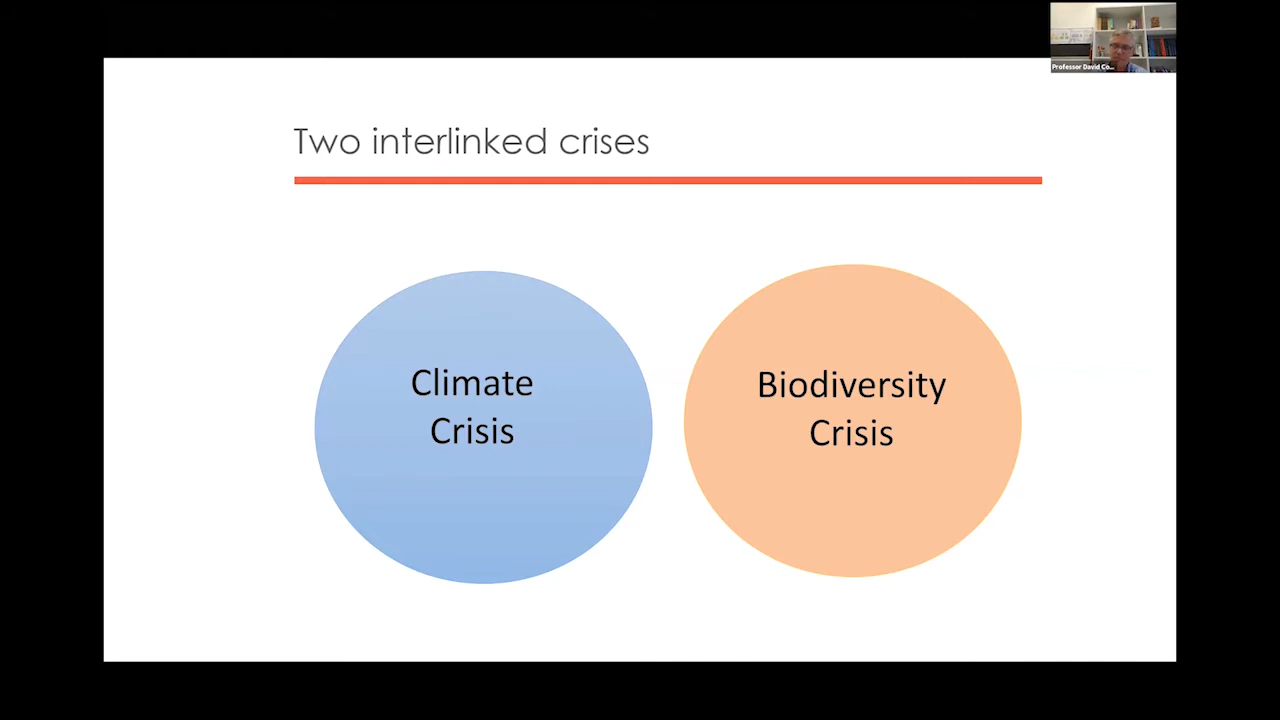 Professor David Co...
Two interlinked crises
Climate
Crisis
Biodiversity
Crisis